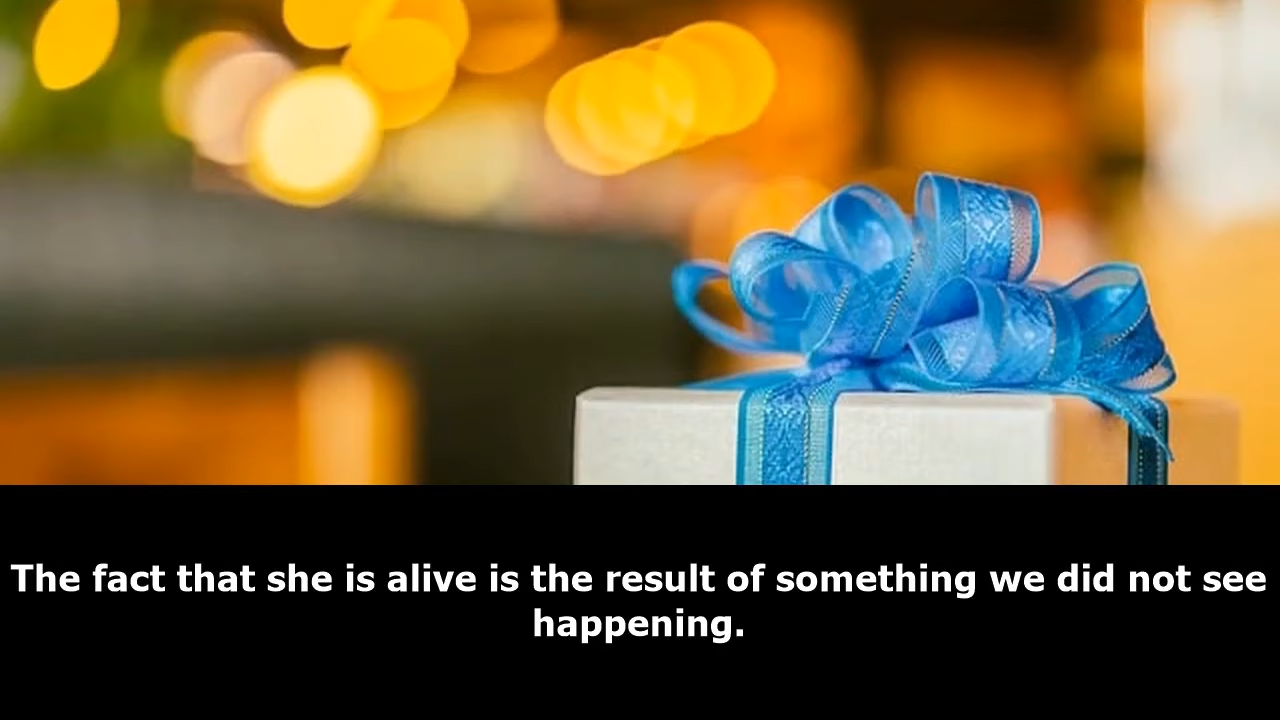 The fact that she is alive is the result of something we did not see
happening.